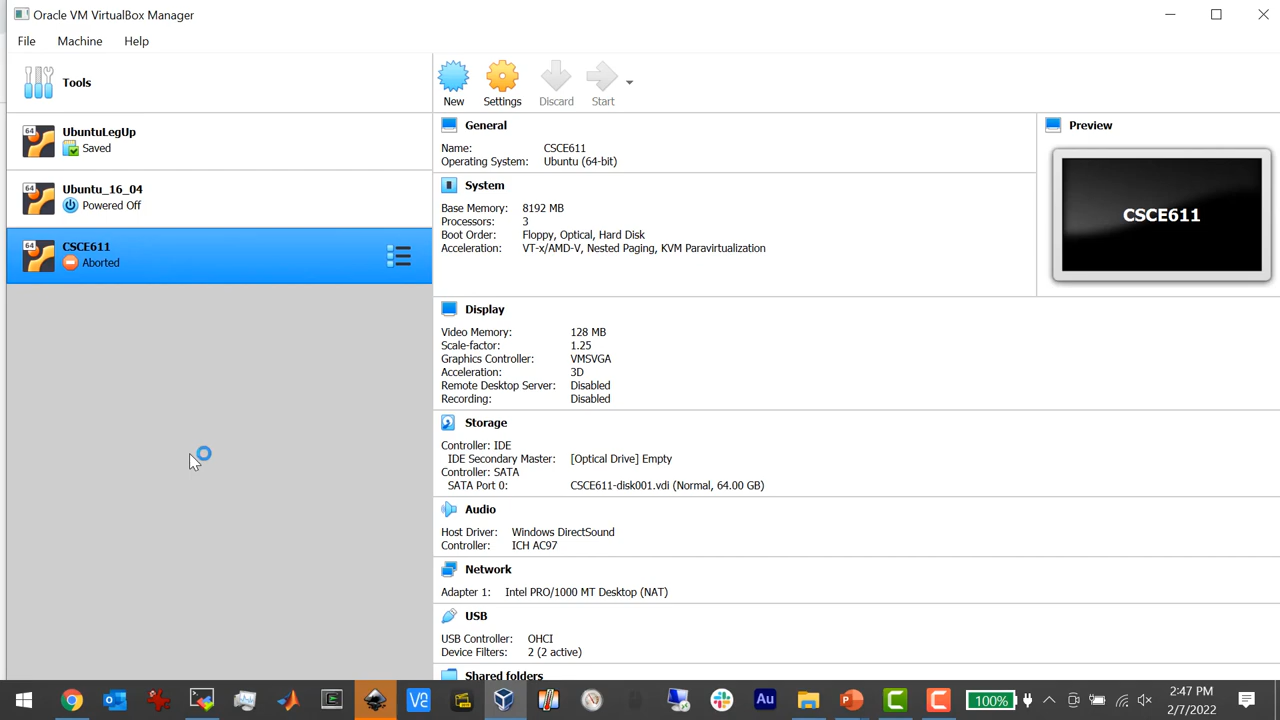 Oracle VM VirtualBox Manager
File Machine Help
Tools
64 UbuntuLegUp
Saved
64 Ubuntu_16_04
Powered Off
64 CSCE611
Aborted
New Settings Discard Start
General
Name: CSCE611
Operating System: Ubuntu (64-bit)
System
Base Memory: 8192 MB
Processors: 3
Boot Order: Floppy, Optical, Hard Disk
Acceleration: VT-x/AMD-V, Nested Paging, KVM Paravirtualization
Preview
CSCE611
Display
Video Memory: 128 MB
Scale-factor: 1.25
Graphics Controller: VMSVGA
Acceleration: 3D
Remote Desktop Server: Disabled
Recording: Disabled
Storage
Controller: IDE
IDE Secondary Master: [Optical Drive] Empty
Controller: SATA
SATA Port 0: CSCE611-disk001.vdi (Normal, 64.00 GB)
Audio
Host Driver: Windows DirectSound
Controller: ICH AC97
Network
Adapter 1: Intel PRO/1000 MT Desktop (NAT)
USB
USB Controller: OHCI
Device Filters: 2 (2 active)
Shared folders
Au
100%
2:47 PM
2/7/2022